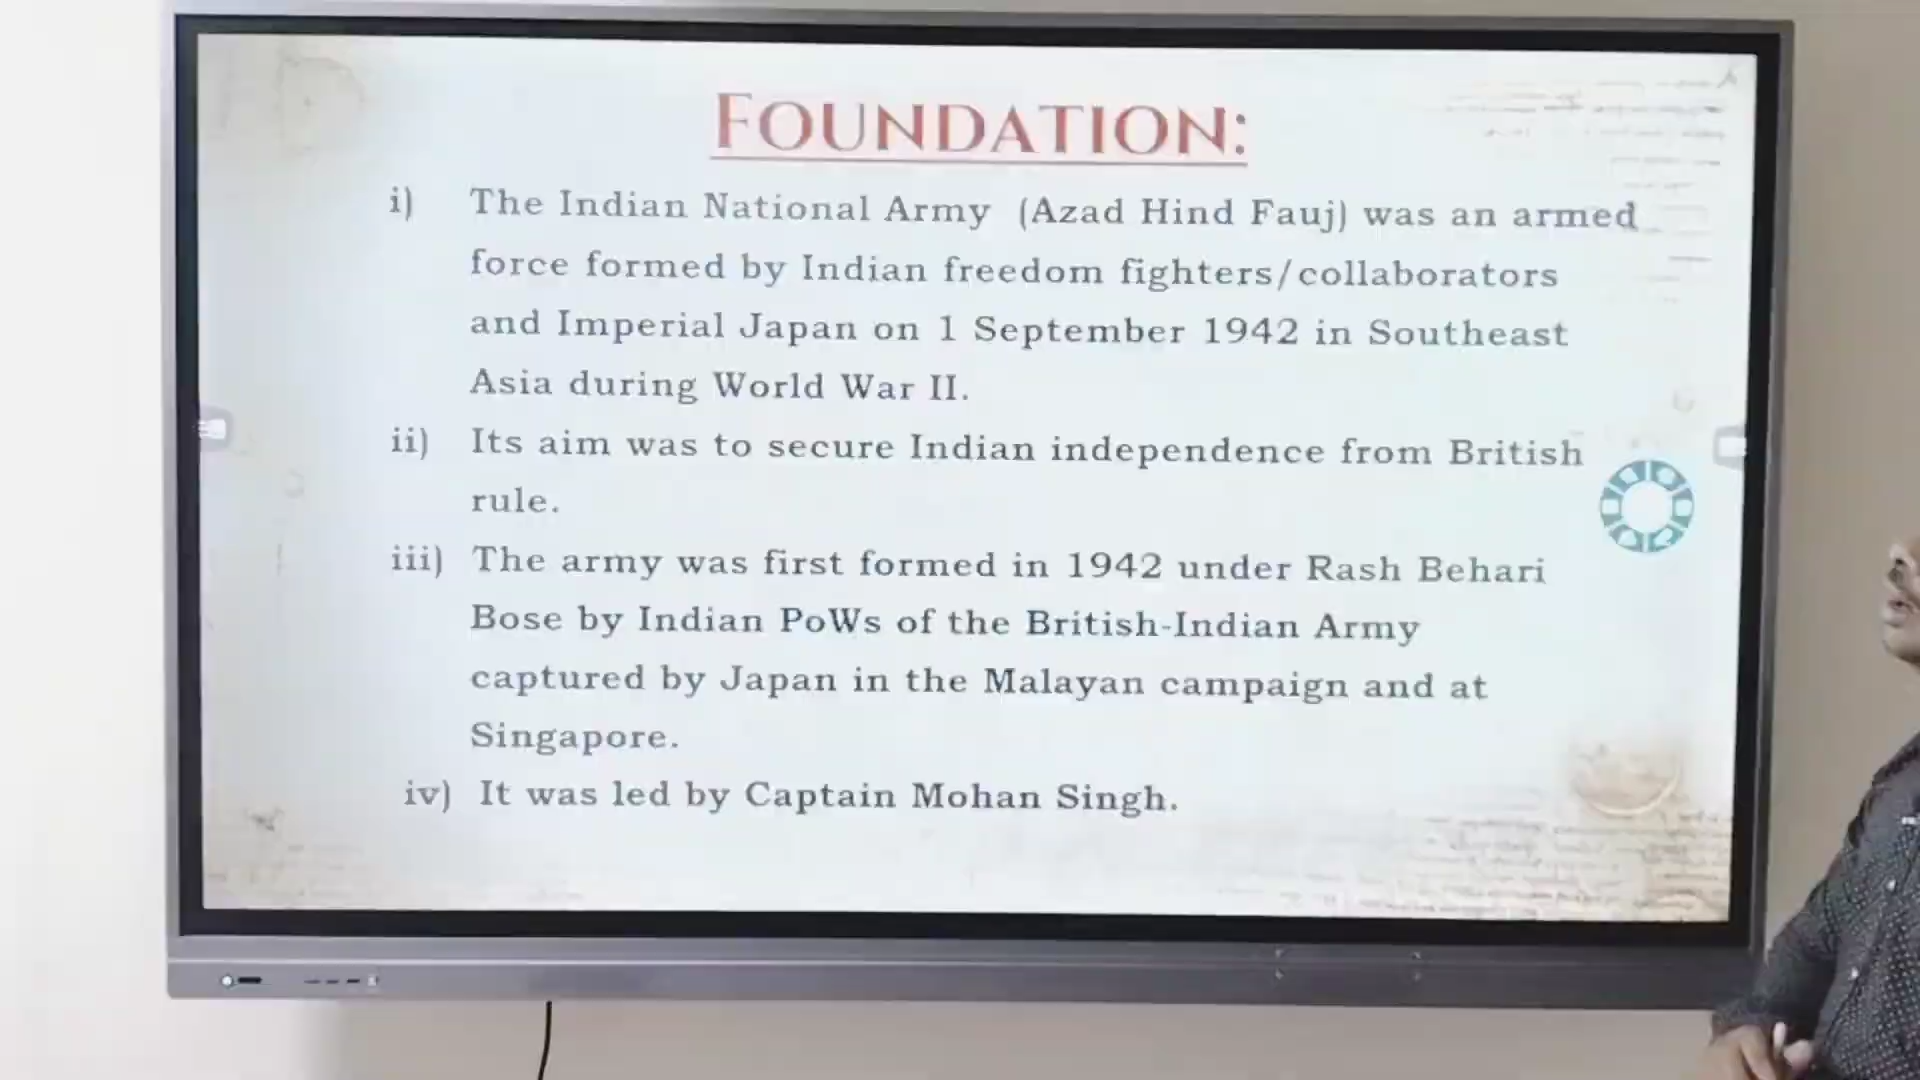 FOUNDATION:
i) The Indian National Army (Azad Hind Fauj) was an armed
force formed by Indian freedom fighters/collaborators
and Imperial Japan on 1 September 1942 in Southeast
Asia during World War II.
ii) Its aim was to secure Indian independence from British
rule.
iii) The army was first formed in 1942 under Rash Behari
Bose by Indian PoWs of the British-Indian Army
captured by Japan in the Malayan campaign and at
Singapore.
iv) It was led by Captain Mohan Singh.